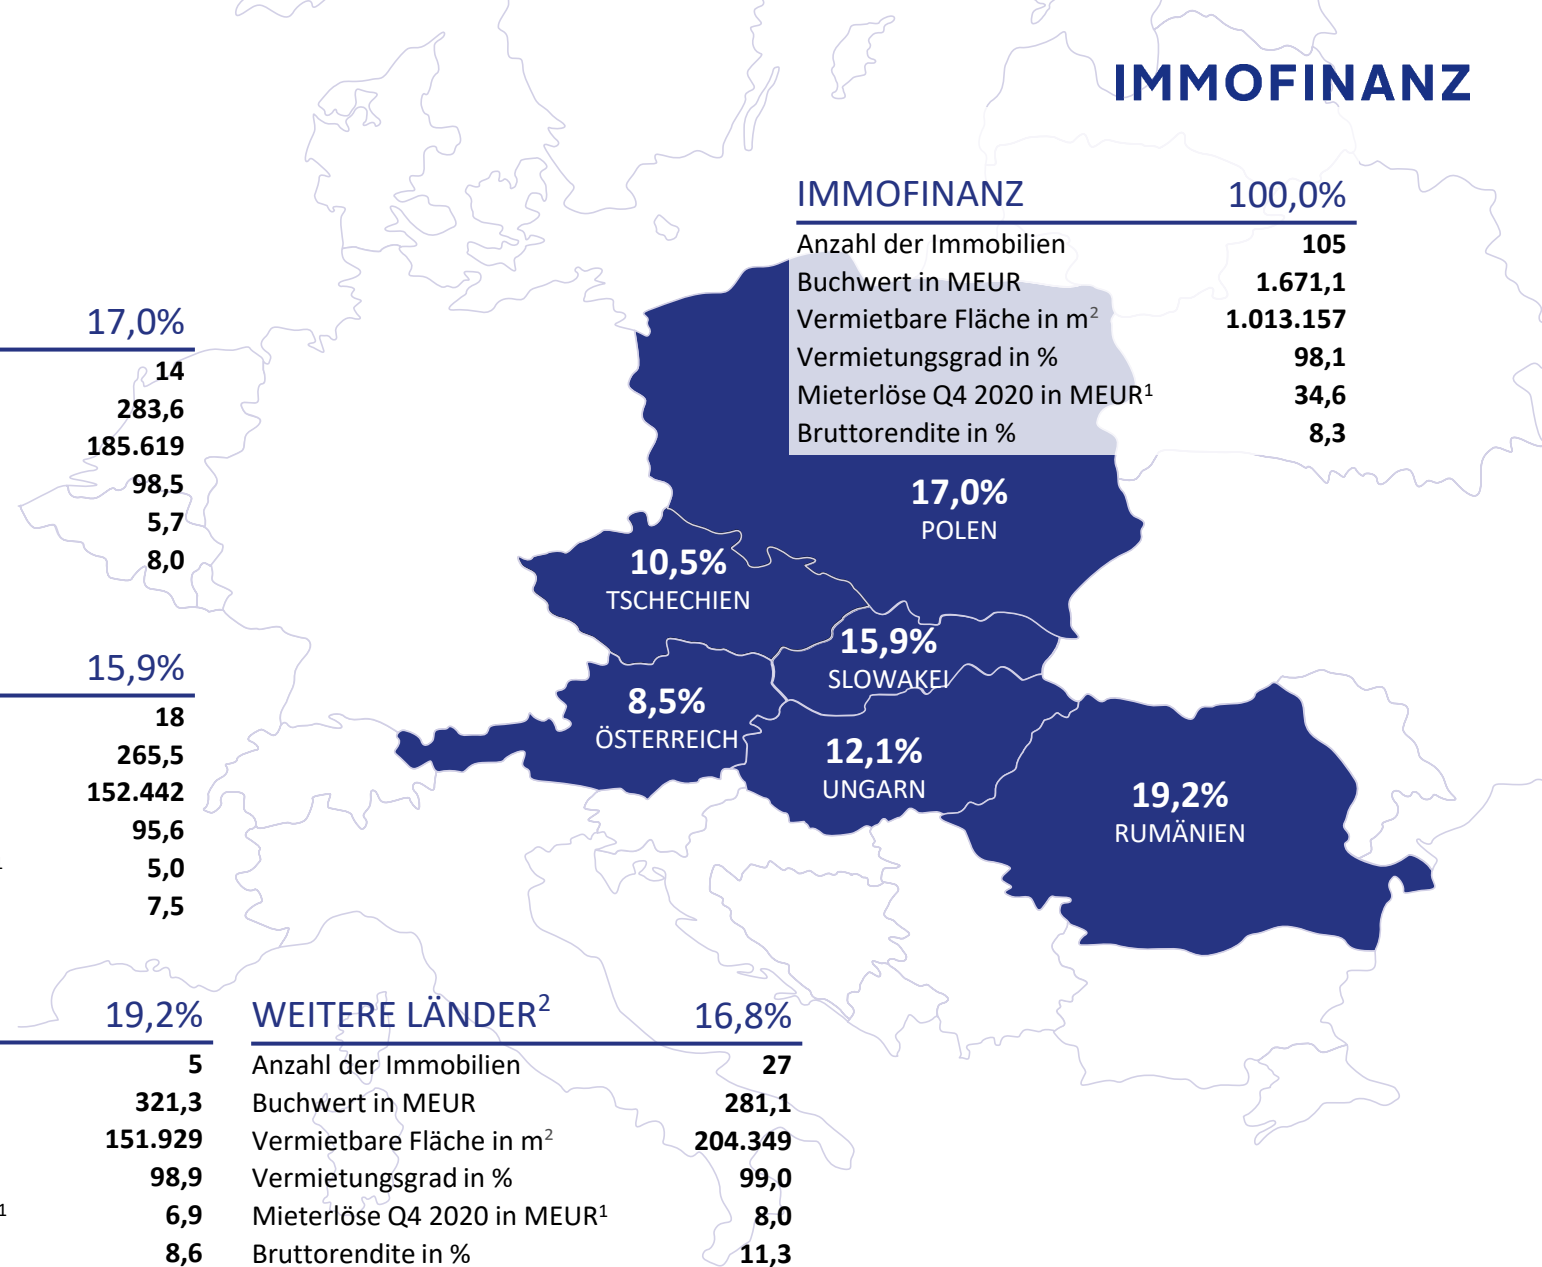 IMMOFINANZ
IMMOFINANZ 100,0%
Anzahl der Immobilien 105
Buchwert in MEUR 1.671,1
Vermietbare Fläche in m² 1.013.157
Vermietungsgrad in % 98,1
Mieterlöse Q4 2020 in MEUR¹ 34,6
Bruttorendite in % 8,3
17,0%
14
283,6
185.619
98,5
5,7
8,0
17,0%
POLEN
10,5%
TSCHECHIEN
15,9%
SLOWAKEI
8,5%
ÖSTERREICH
12,1%
UNGARN
19,2%
RUMÄNIEN
15,9%
18
265,5
152.442
95,6
5,0
7,5
19,2%
5
321,3
151.929
98,9
¹ 6,9
8,6
WEITERE LÄNDER² 16,8%
Anzahl der Immobilien 27
Buchwert in MEUR 281,1
Vermietbare Fläche in m² 204.349
Vermietungsgrad in % 99,0
Mieterlöse Q4 2020 in MEUR¹ 8,0
Bruttorendite in % 11,3